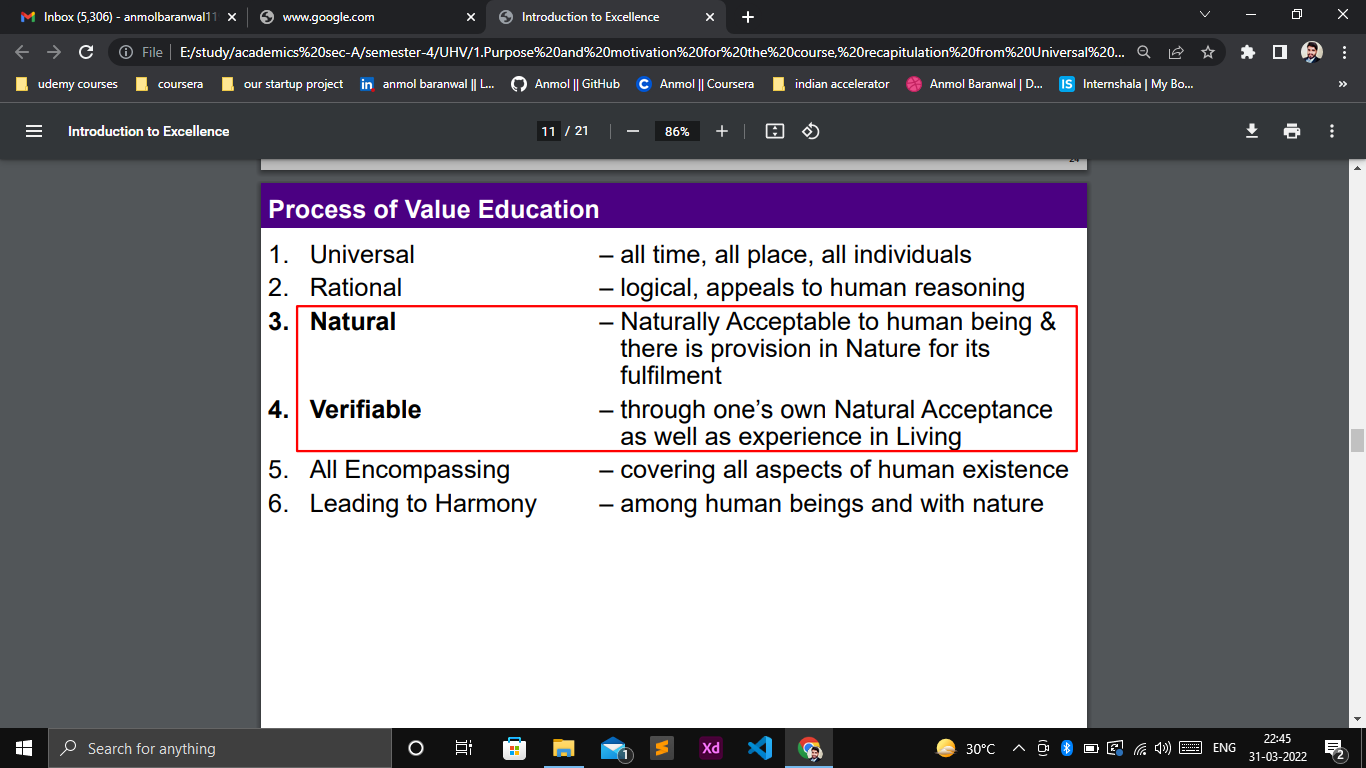 Inbox (5,306) - anmolbaranwal11
www.google.com
Introduction to Excellence
File
E:/study/academics%20sec-A/semester-4/UHV/1.Purpose%20and%20motivation%20for%20the%20course,%20recapitulation%20from%20Universal%20...
udemy courses
coursera
our startup project
in
anmol baranwal || L...
Anmol || GitHub
C
Anmol || Coursera
indian accelerator
Anmol Baranwal | D...
IS
Internshala | My Bo...
»
Introduction to Excellence
11 / 21
86%
Process of Value Education
1. Universal – all time, all place, all individuals
2. Rational – logical, appeals to human reasoning
3. Natural – Naturally Acceptable to human being &
there is provision in Nature for its
fulfilment
4. Verifiable – through one’s own Natural Acceptance
as well as experience in Living
5. All Encompassing – covering all aspects of human existence
6. Leading to Harmony – among human beings and with nature
Search for anything
1
S
Xd
30°C
ENG
22:45
31-03-2022
2